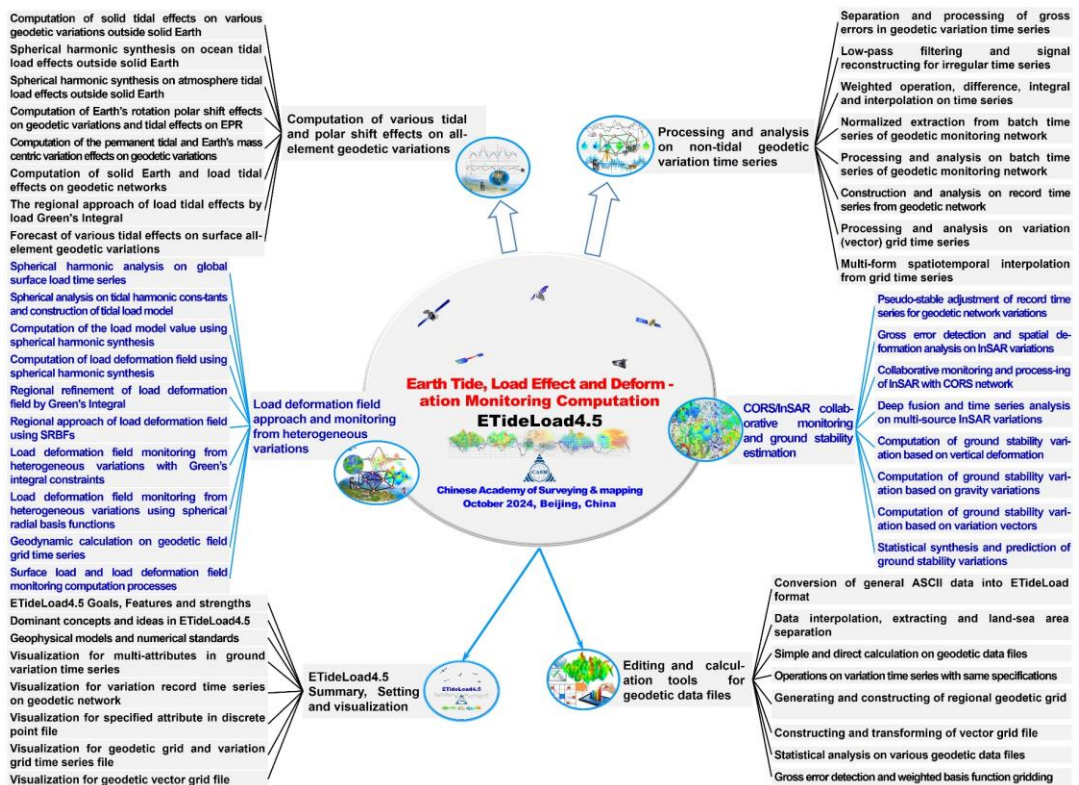 Computation of solid tidal effects on various
geodetic variations outside solid Earth
Spherical harmonic synthesis on ocean tidal
load effects outside solid Earth
Spherical harmonic synthesis on atmosphere tidal
load effects outside solid Earth
Computation of Earth's rotation polar shift effects
on geodetic variations and tidal effects on EPR
Computation of the permanent tidal and Earth's mass
centric variation effects on geodetic variations
Computation of solid Earth and load tidal
effects on geodetic networks
The regional approach of load tidal effects by
load Green's Integral
Forecast of various tidal effects on surface all-
element geodetic variations
Computation of various tidal
and polar shift effects on all-
element geodetic variations
Processing and analysis
on non-tidal geodetic
variation time series
Separation and processing of gross
errors in geodetic variation time series
Low-pass filtering and signal
reconstructing for irregular time series
Weighted operation, difference, integral
and interpolation on time series
Normalized extraction from batch time
series of geodetic monitoring network
Processing and analysis on batch time
series of geodetic monitoring network
Construction and analysis on record time
series from geodetic network
Processing and analysis on variation
(vector) grid time series
Multi-form spatiotemporal interpolation
from grid time series
Spherical harmonic analysis on global
surface load time series
Spherical analysis on tidal harmonic cons-tants
and construction of tidal load model
Computation of the load model value using
spherical harmonic synthesis
Computation of load deformation field using
spherical harmonic synthesis
Regional refinement of load deformation
field by Green's Integral
Regional approach of load deformation field
using SRBFs
Load deformation field monitoring from
heterogeneous variations with Green's
integral constraints
Load deformation field monitoring from
heterogeneous variations using spherical
radial basis functions
Geodynamic calculation on geodetic field
grid time series
Surface load and load deformation field
monitoring computation processes
Load deformation field
approach and monitoring
from heterogeneous
variations
Earth Tide, Load Effect and Deform -
ation Monitoring Computation
ETideLoad4.5
CASM
Chinese Academy of Surveying & mapping
October 2024, Beijing, China
CORS/InSAR collab-
orative monitoring
and ground stability
estimation
Pseudo-stable adjustment of record time
series for geodetic network variations
Gross error detection and spatial de-
formation analysis on InSAR variations
Collaborative monitoring and process-ing
of InSAR with CORS network
Deep fusion and time series analysis
on multi-source InSAR variations
Computation of ground stability vari-
ation based on vertical deformation
Computation of ground stability vari-
ation based on gravity variations
Computation of ground stability vari-
ation based on variation vectors
Statistical synthesis and prediction of
ground stability variations
ETideLoad4.5 Goals, Features and strengths
Dominant concepts and ideas in ETideLoad4.5
Geophysical models and numerical standards
Visualization for multi-attributes in ground
variation time series
Visualization for variation record time series
on geodetic network
Visualization for specified attribute in discrete
point file
Visualization for geodetic grid and variation
grid time series file
Visualization for geodetic vector grid file
ETideLoad4.5
Summary, Setting
and visualization
ETideLoad4.5
Editing and calcul-
ation tools for
geodetic data files
Conversion of general ASCII data into ETideLoad
format
Data interpolation, extracting and land-sea area
separation
Simple and direct calculation on geodetic data files
Operations on variation time series with same specifications
Generating and constructing of regional geodetic grid
Constructing and transforming of vector grid file
Statistical analysis on various geodetic data files
Gross error detection and weighted basis function gridding